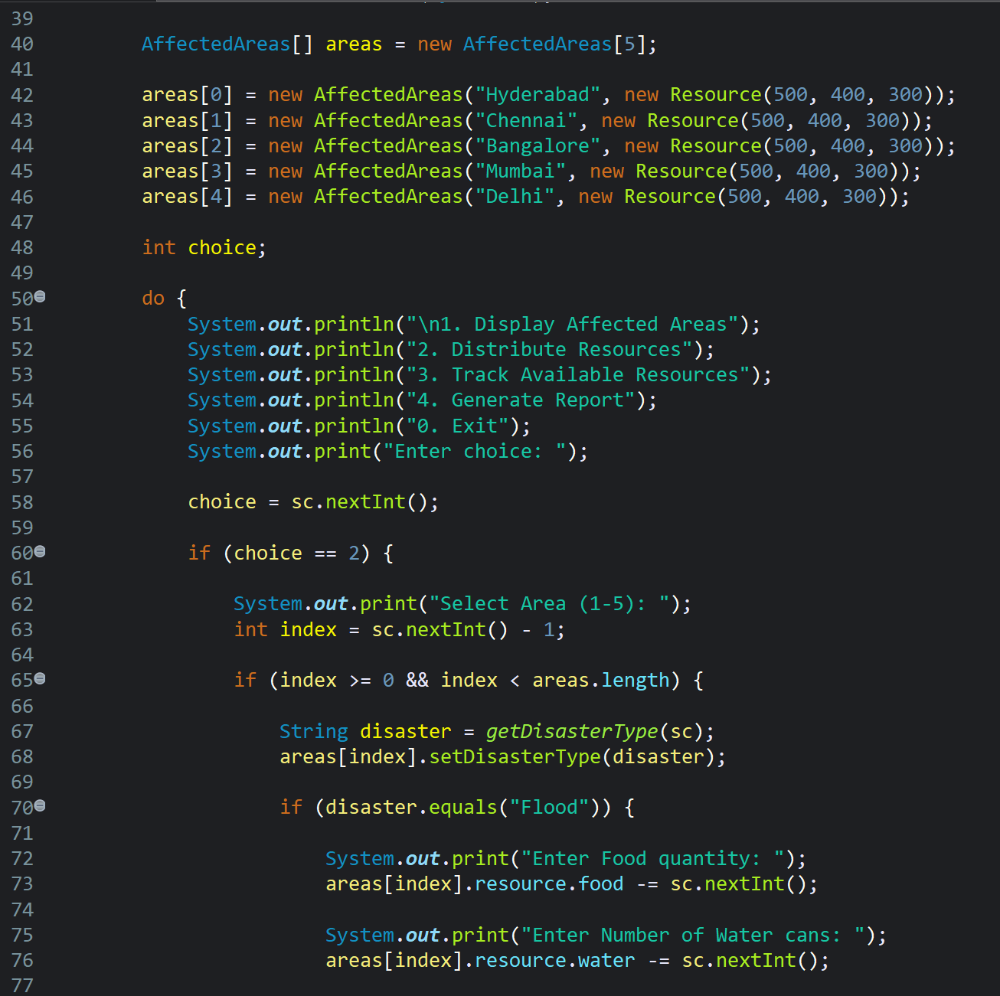 39
40 AffectedAreas[] areas = new AffectedAreas[5];
41
42 areas[0] = new AffectedAreas("Hyderabad", new Resource(500, 400, 300));
43 areas[1] = new AffectedAreas("Chennai", new Resource(500, 400, 300));
44 areas[2] = new AffectedAreas("Bangalore", new Resource(500, 400, 300));
45 areas[3] = new AffectedAreas("Mumbai", new Resource(500, 400, 300));
46 areas[4] = new AffectedAreas("Delhi", new Resource(500, 400, 300));
47
48 int choice;
49
50 do {
51 System.out.println("\n1. Display Affected Areas");
52 System.out.println("2. Distribute Resources");
53 System.out.println("3. Track Available Resources");
54 System.out.println("4. Generate Report");
55 System.out.println("0. Exit");
56 System.out.print("Enter choice: ");
57
58 choice = sc.nextInt();
59
60 if (choice == 2) {
61
62 System.out.print("Select Area (1-5): ");
63 int index = sc.nextInt() - 1;
64
65 if (index >= 0 && index < areas.length) {
66
67 String disaster = getDisasterType(sc);
68 areas[index].setDisasterType(disaster);
69
70 if (disaster.equals("Flood")) {
71
72 System.out.print("Enter Food quantity: ");
73 areas[index].resource.food -= sc.nextInt();
74
75 System.out.print("Enter Number of Water cans: ");
76 areas[index].resource.water -= sc.nextInt();
77